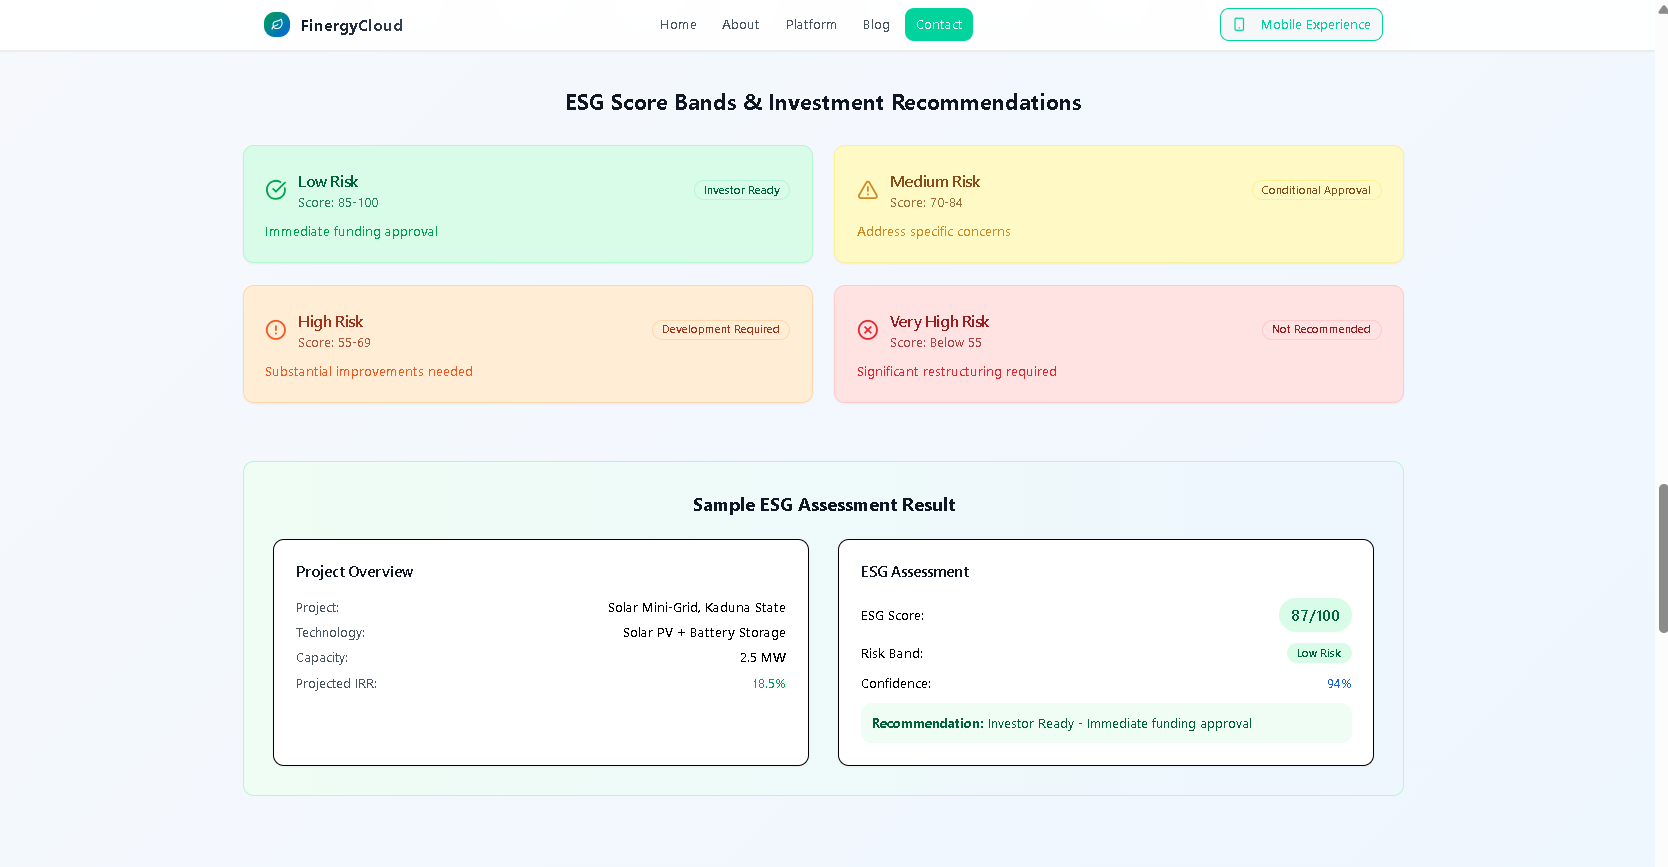 FinergyCloud
Home About Platform Blog Contact
Mobile Experience
ESG Score Bands & Investment Recommendations
Low Risk
Score: 85-100
Investor Ready
Immediate funding approval
Medium Risk
Score: 70-84
Conditional Approval
Address specific concerns
High Risk
Score: 55-69
Development Required
Substantial improvements needed
Very High Risk
Score: Below 55
Not Recommended
Significant restructuring required
Sample ESG Assessment Result
Project Overview
Project: Solar Mini-Grid, Kaduna State
Technology: Solar PV + Battery Storage
Capacity: 2.5 MW
Projected IRR: 18.5%
ESG Assessment
ESG Score: 87/100
Risk Band: Low Risk
Confidence: 94%
Recommendation: Investor Ready - Immediate funding approval